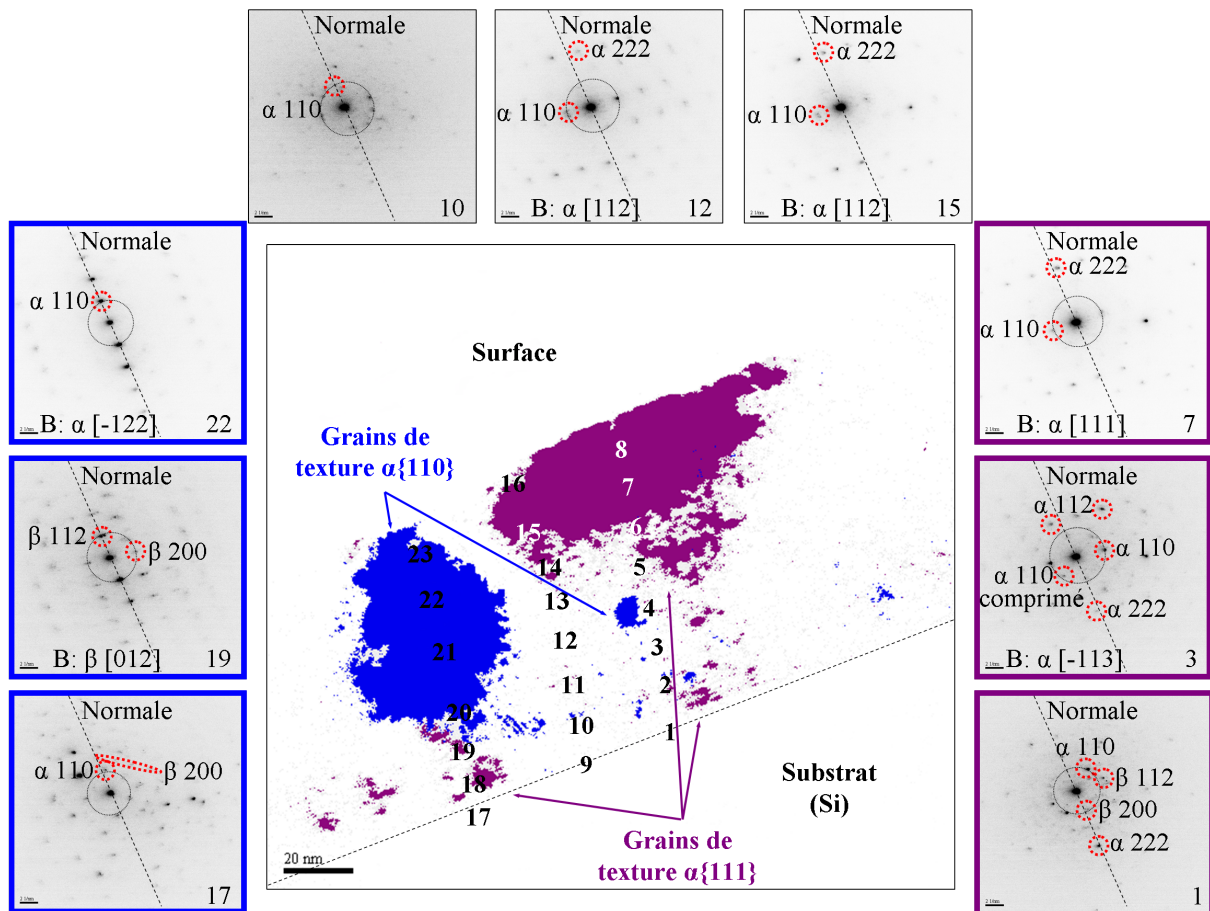 Normale
α 110
10
Normale
α 222
α 110
B: α [112]
12
Normale
α 222
α 110
B: α [112]
15
Normale
α 110
B: α [-122]
22
Normale
β 112
β 200
B: β [012]
19
Normale
α 110
β 200
17
Surface
Grains de
texture α{110}
8
16
7
15
6
23
14
5
22
13
4
12
3
21
11
2
20
10
1
19
9
18
17
Substrat
(Si)
20 nm
Grains de
texture α{111}
Normale
α 222
α 110
B: α [111]
7
Normale
α 112
α 110
α 110
comprimé
α 222
B: α [-113]
3
Normale
α 110
β 112
β 200
α 222
1